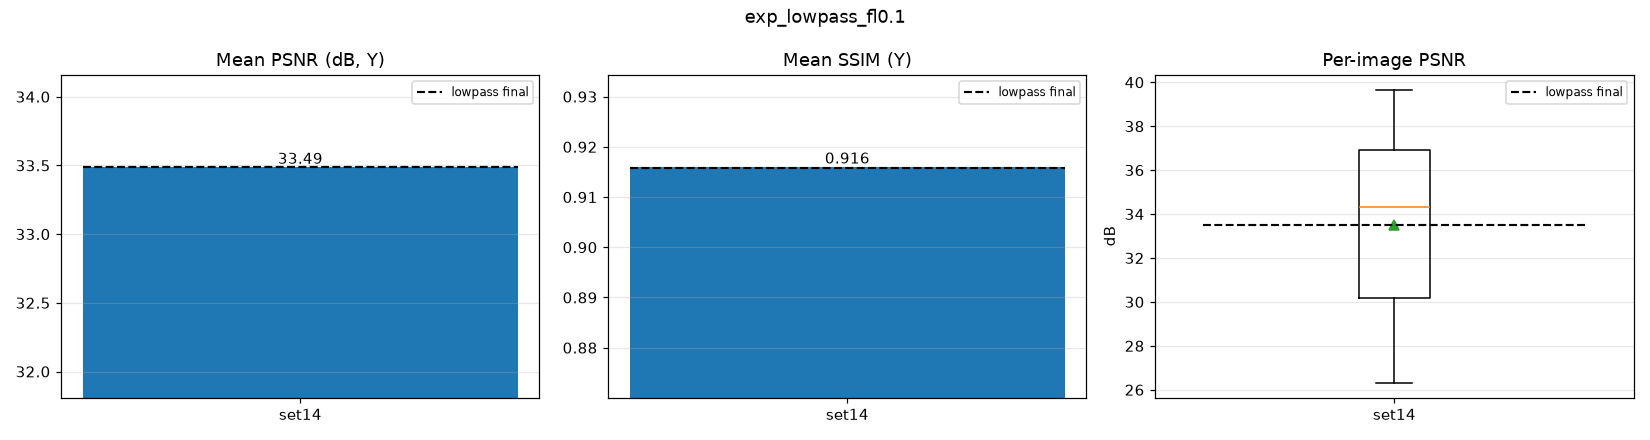 exp_lowpass_fl0.1
Mean PSNR (dB, Y)
lowpass final
34.0
33.5
33.0
32.5
32.0
33.49
set14
Mean SSIM (Y)
lowpass final
0.93
0.92
0.91
0.90
0.89
0.88
0.916
set14
Per-image PSNR
lowpass final
dB
40
38
36
34
32
30
28
26
set14